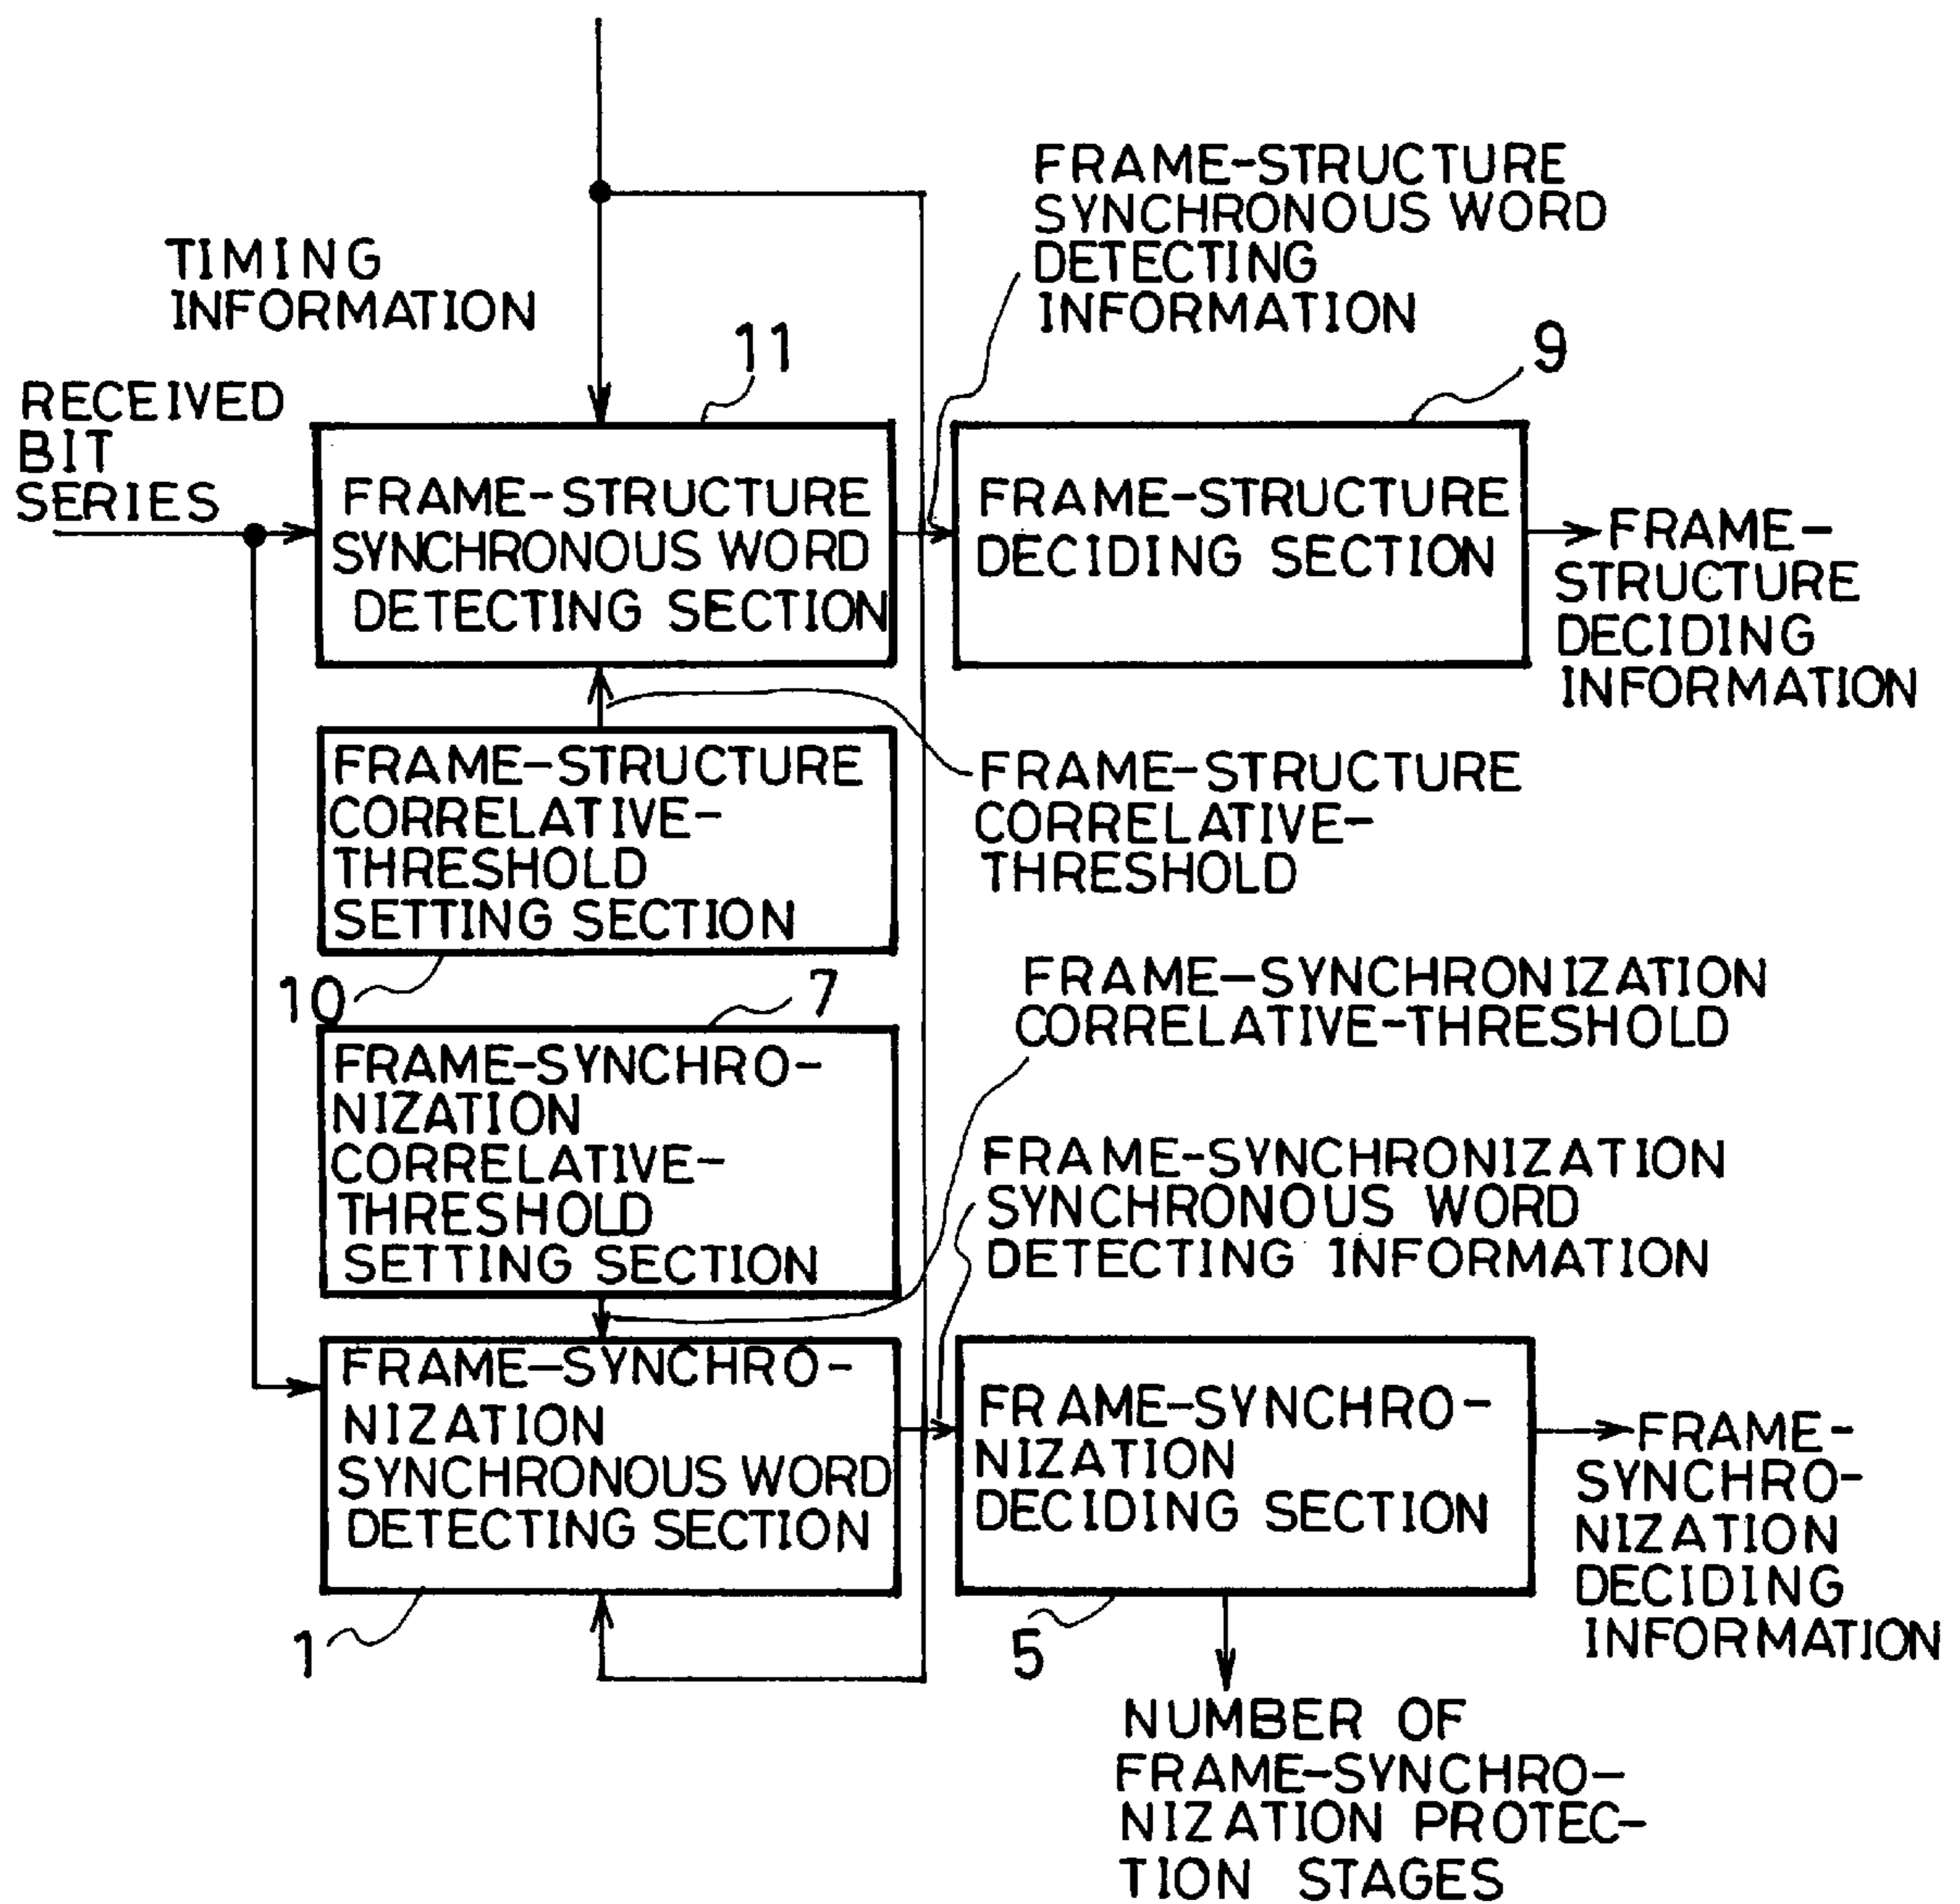 TIMING
INFORMATION
FRAME-STRUCTURE
SYNCHRONOUS WORD
DETECTING
INFORMATION
11
9
RECEIVED
BIT
SERIES
FRAME-STRUCTURE
SYNCHRONOUS WORD
DETECTING SECTION
FRAME-STRUCTURE
DECIDING SECTION
FRAME-
STRUCTURE
DECIDING
INFORMATION
FRAME-STRUCTURE
CORRELATIVE-
THRESHOLD
SETTING SECTION
FRAME-STRUCTURE
CORRELATIVE-
THRESHOLD
10
7
FRAME-SYNCHRONIZATION
CORRELATIVE-THRESHOLD
FRAME-SYNCHRO-
NIZATION
CORRELATIVE-
THRESHOLD
SETTING SECTION
FRAME-SYNCHRONIZATION
SYNCHRONOUS WORD
DETECTING INFORMATION
FRAME-SYNCHRO-
NIZATION
SYNCHRONOUS WORD
DETECTING SECTION
FRAME-SYNCHRO-
NIZATION
DECIDING SECTION
FRAME-
SYNCHRO-
NIZATION
DECIDING
INFORMATION
1
5
NUMBER OF
FRAME-SYNCHRO-
NIZATION PROTEC-
TION STAGES